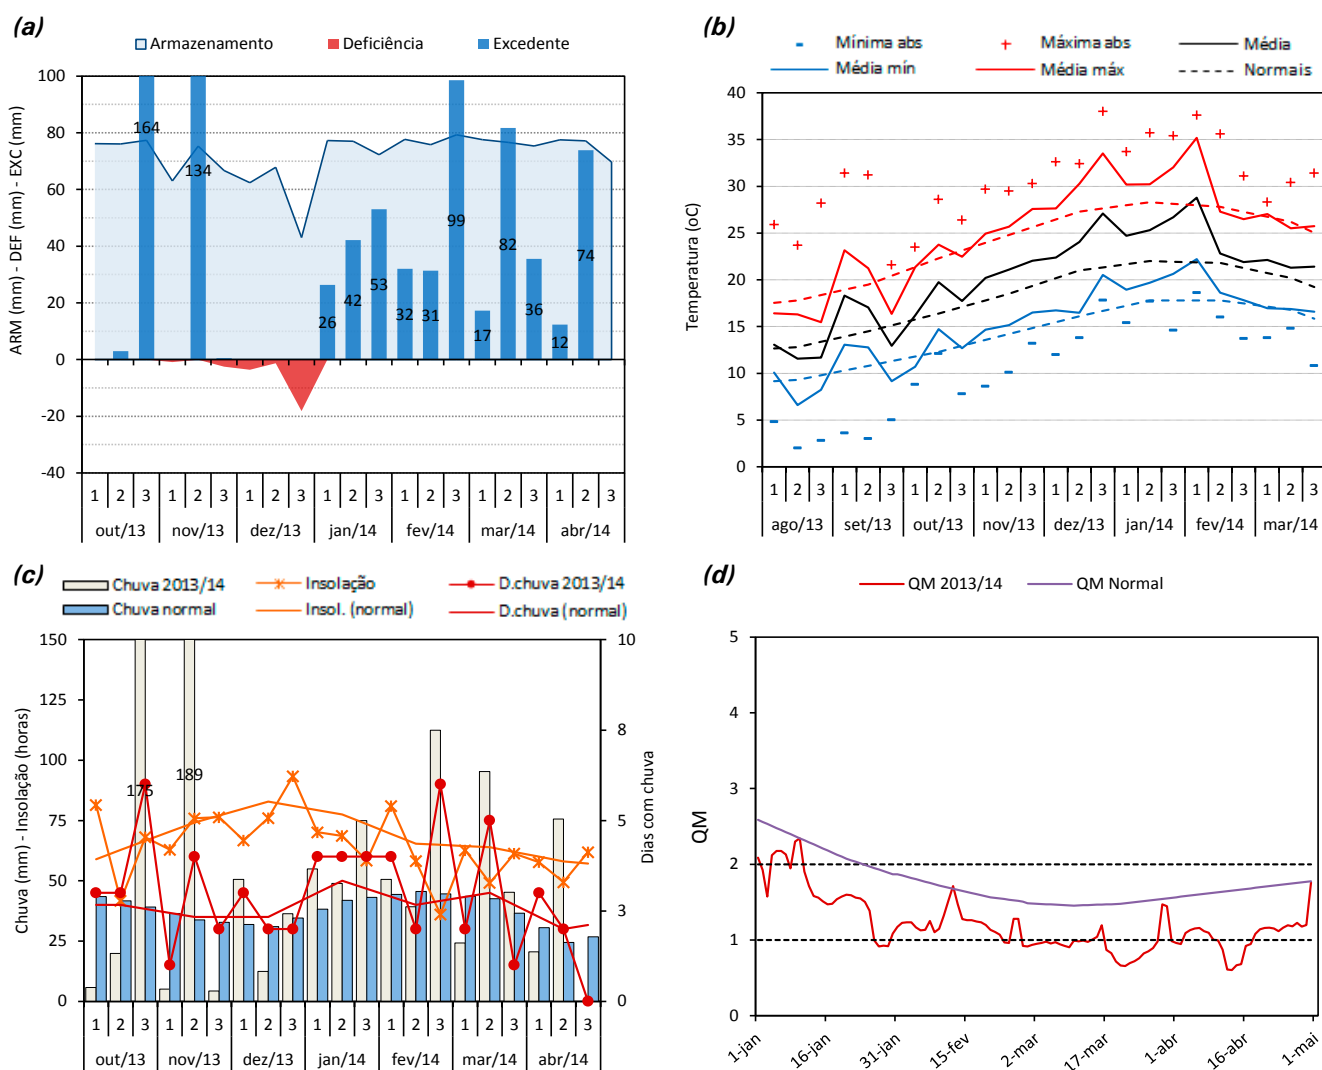 (a)
Armazenamento Deficiência Excedente
ARM (mm) - DEF (mm) - EXC (mm)
100
80
60
40
20
0
-20
-40
164 134 26 42 53 32 31 99 17 82 36 12 74
1 2 3 1 2 3 1 2 3 1 2 3 1 2 3 1 2 3 1 2 3
out/13 nov/13 dez/13 jan/14 fev/14 mar/14 abr/14
(b)
Mínima abs Máxima abs Média
Média mín Média máx Normais
Temperatura (oC)
40
35
30
25
20
15
10
5
0
1 2 3 1 2 3 1 2 3 1 2 3 1 2 3 1 2 3 1 2 3 1 2 3
ago/13 set/13 out/13 nov/13 dez/13 jan/14 fev/14 mar/14
(c)
Chuva 2013/14 Insolação D.chuva 2013/14
Chuva normal Insol. (normal) D.chuva (normal)
Chuva (mm) - Insolação (horas)
150
125
100
75
50
25
0
175 189
10
8
5
3
0
Dias com chuva
1 2 3 1 2 3 1 2 3 1 2 3 1 2 3 1 2 3 1 2 3
out/13 nov/13 dez/13 jan/14 fev/14 mar/14 abr/14
(d)
QM 2013/14 QM Normal
QM
5
4
3
2
1
0
1-jan 16-jan 31-jan 15-fev 2-mar 17-mar 1-abr 16-abr 1-mai